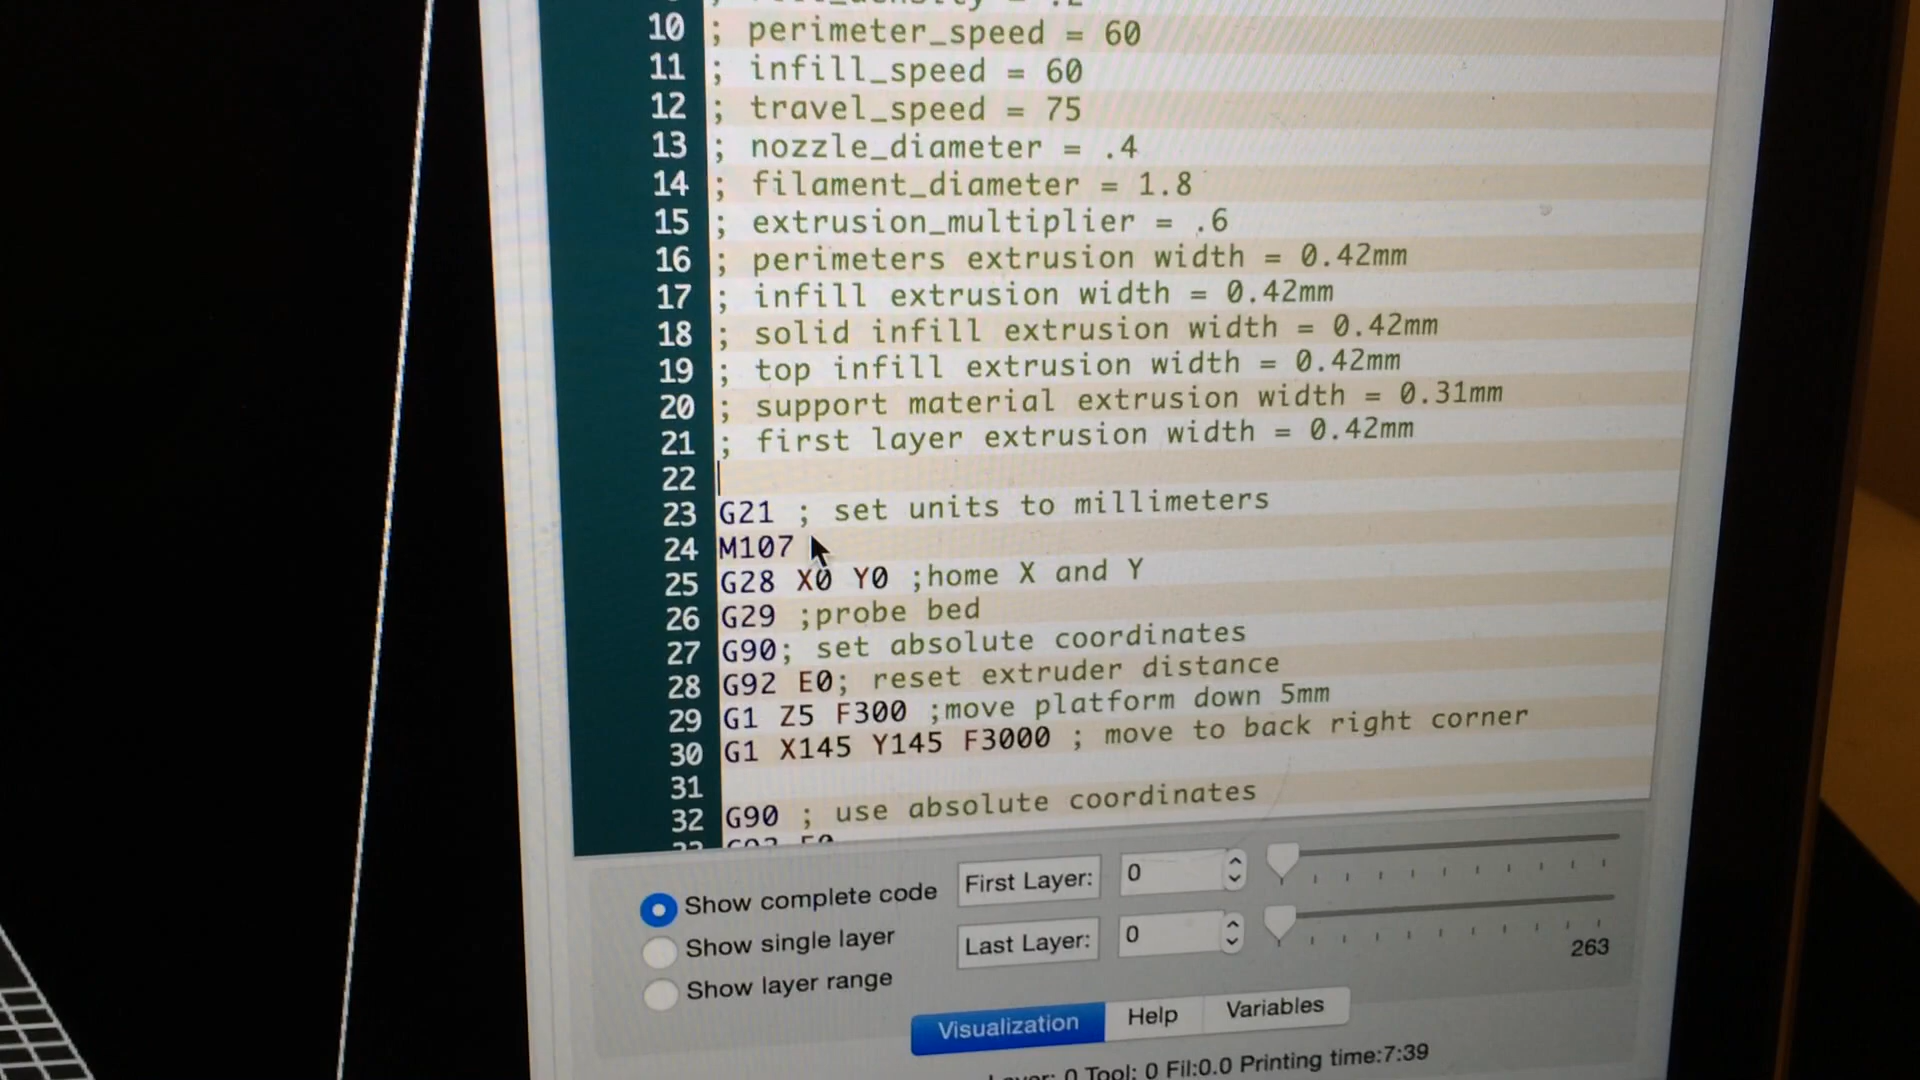 10 ; perimeter_speed = 60
11 ; infill_speed = 60
12 ; travel_speed = 75
13 ; nozzle_diameter = .4
14 ; filament_diameter = 1.8
15 ; extrusion_multiplier = .6
16 ; perimeters extrusion width = 0.42mm
17 ; infill extrusion width = 0.42mm
18 ; solid infill extrusion width = 0.42mm
19 ; top infill extrusion width = 0.42mm
20 ; support material extrusion width = 0.31mm
21 ; first layer extrusion width = 0.42mm
22
23 G21 ; set units to millimeters
24 M107
25 G28 X0 Y0 ;home X and Y
26 G29 ;probe bed
27 G90; set absolute coordinates
28 G92 E0; reset extruder distance
29 G1 Z5 F300 ;move platform down 5mm
30 G1 X145 Y145 F3000 ; move to back right corner
31
32 G90 ; use absolute coordinates
Show complete code First Layer: 0
Show single layer Last Layer: 0
263
Show layer range
Visualization Help Variables
0 Tool: 0 Fil:0.0 Printing time:7:39